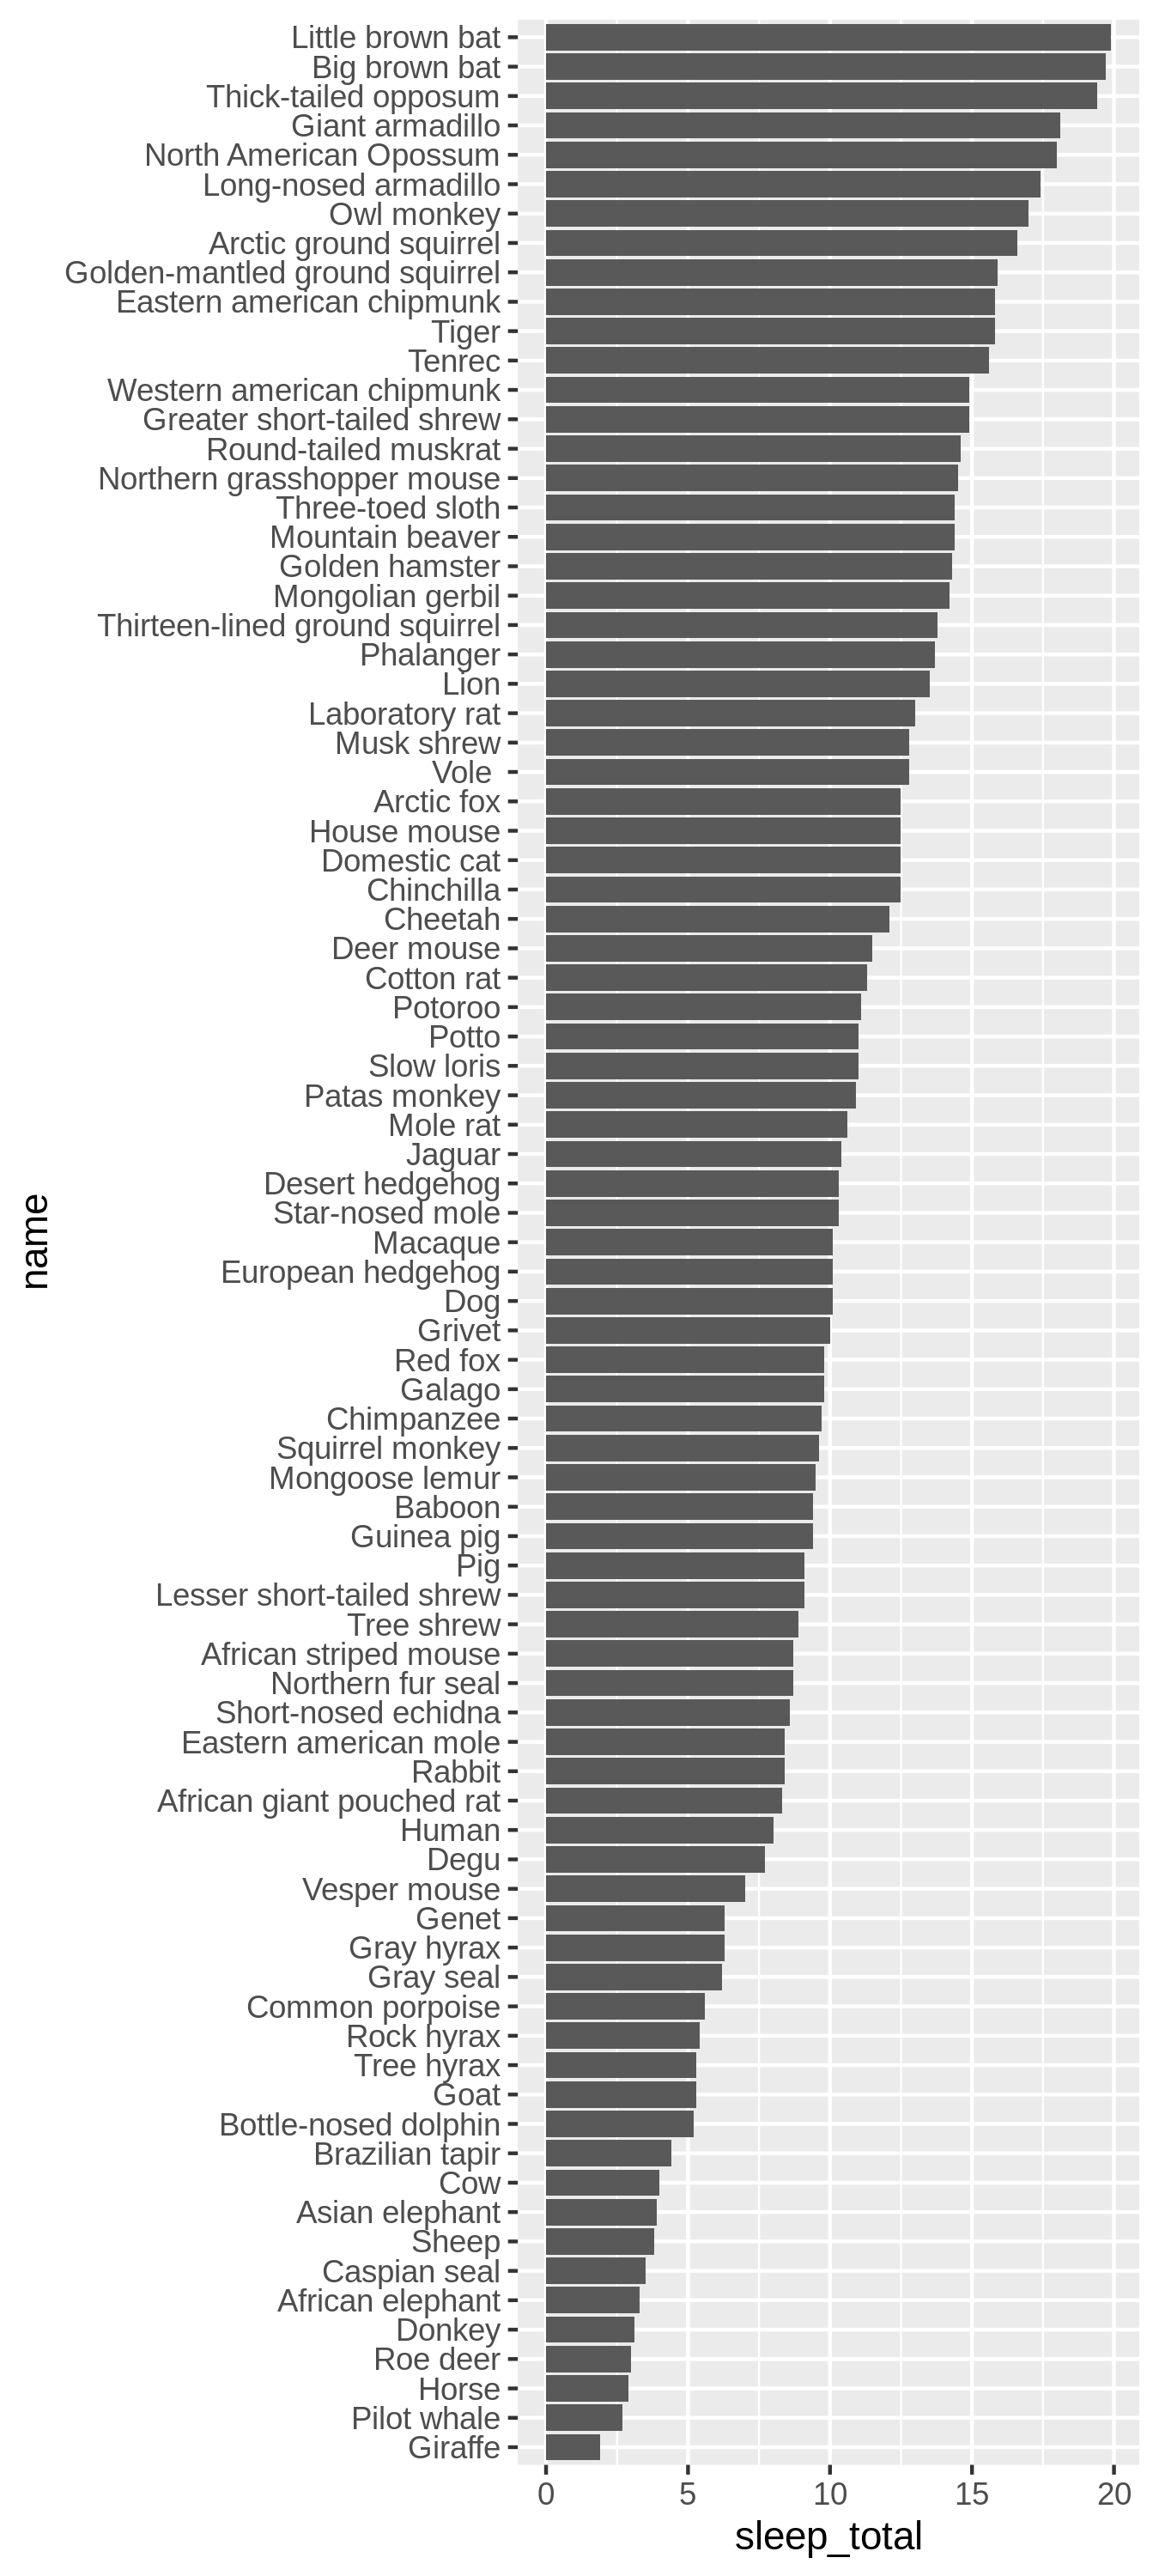 Little brown bat
Big brown bat
Thick-tailed opposum
Giant armadillo
North American Opossum
Long-nosed armadillo
Owl monkey
Arctic ground squirrel
Golden-mantled ground squirrel
Eastern american chipmunk
Tiger
Tenrec
Western american chipmunk
Greater short-tailed shrew
Round-tailed muskrat
Northern grasshopper mouse
Three-toed sloth
Mountain beaver
Golden hamster
Mongolian gerbil
Thirteen-lined ground squirrel
Phalanger
Lion
Laboratory rat
Musk shrew
Vole
Arctic fox
House mouse
Domestic cat
Chinchilla
Cheetah
Deer mouse
Cotton rat
Potoroo
Potto
Slow loris
Patas monkey
Mole rat
Jaguar
Desert hedgehog
Star-nosed mole
Macaque
European hedgehog
Dog
Grivet
Red fox
Galago
Chimpanzee
Squirrel monkey
Mongoose lemur
Baboon
Guinea pig
Pig
Lesser short-tailed shrew
Tree shrew
African striped mouse
Northern fur seal
Short-nosed echidna
Eastern american mole
Rabbit
African giant pouched rat
Human
Degu
Vesper mouse
Genet
Gray hyrax
Gray seal
Common porpoise
Rock hyrax
Tree hyrax
Goat
Bottle-nosed dolphin
Brazilian tapir
Cow
Asian elephant
Sheep
Caspian seal
African elephant
Donkey
Roe deer
Horse
Pilot whale
Giraffe
name
0 5 10 15 20
sleep_total